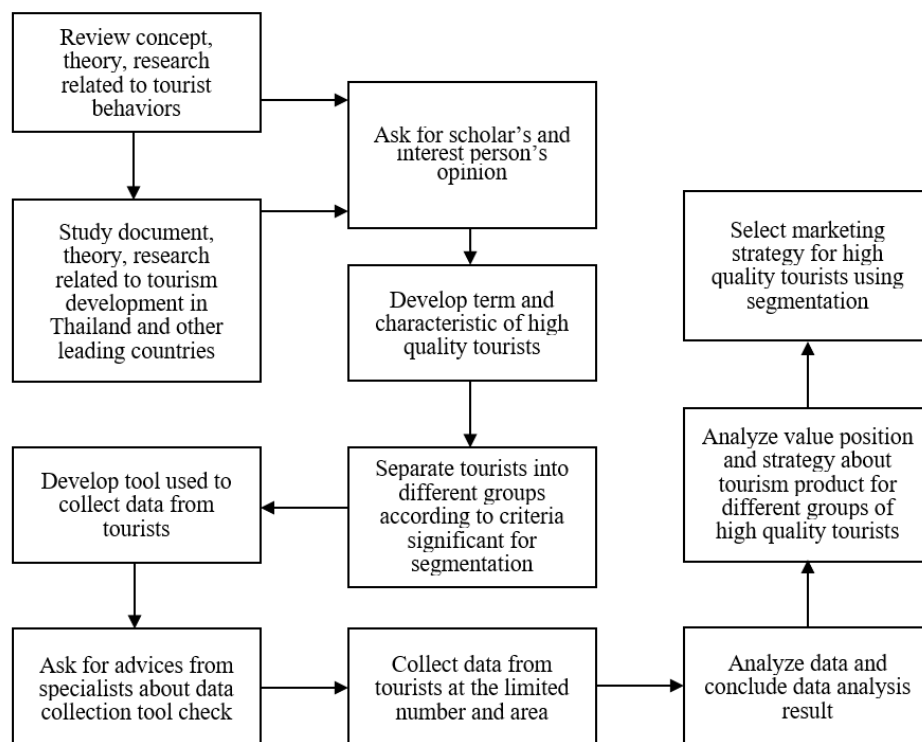 Review concept,
theory, research
related to tourist
behaviors
Ask for scholar’s and
interest person’s
opinion
Study document,
theory, research
related to tourism
development in
Thailand and other
leading countries
Develop term and
characteristic of high
quality tourists
Separate tourists into
different groups
according to criteria
significant for
segmentation
Develop tool used to
collect data from
tourists
Ask for advices from
specialists about data
collection tool check
Collect data from
tourists at the limited
number and area
Analyze data and
conclude data analysis
result
Analyze value position
and strategy about
tourism product for
different groups of
high quality tourists
Select marketing
strategy for high
quality tourists using
segmentation